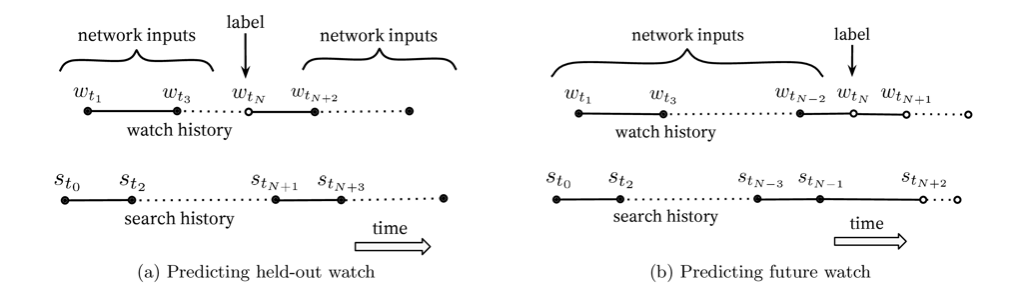 label
network inputs
network inputs
w_{t_1} w_{t_3} w_{t_N} w_{t_{N+2}}
watch history
s_{t_0} s_{t_2} s_{t_{N+1}} s_{t_{N+3}}
search history
time
(a) Predicting held-out watch
network inputs
label
w_{t_1} w_{t_3} w_{t_{N-2}} w_{t_N} w_{t_{N+1}}
watch history
s_{t_0} s_{t_2} s_{t_{N-3}} s_{t_{N-1}} s_{t_{N+2}}
search history
time
(b) Predicting future watch